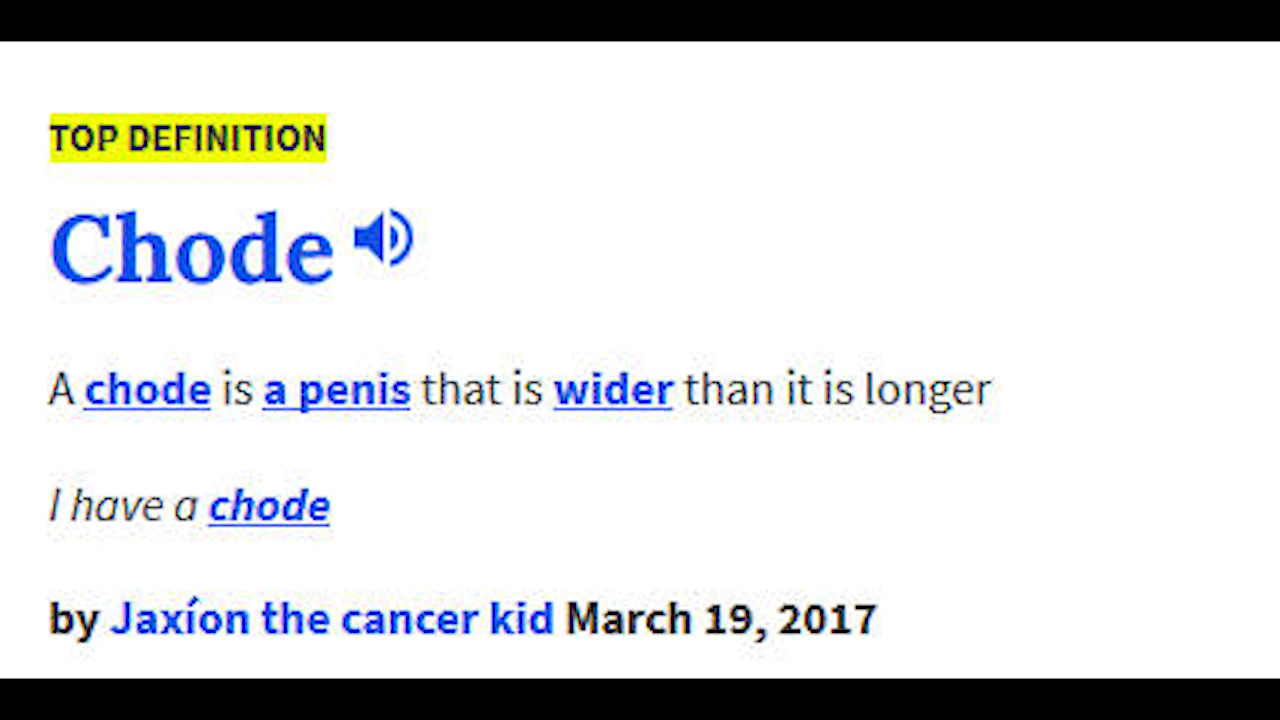 TOP DEFINITION
Chode
A chode is a penis that is wider than it is longer
I have a chode
by Jaxíon the cancer kid March 19, 2017